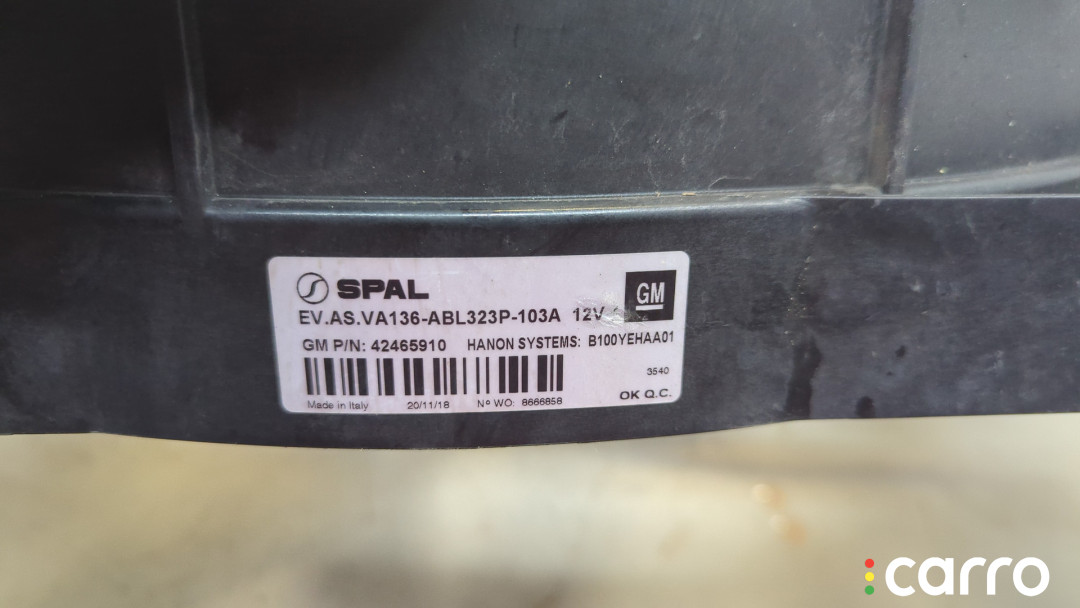 SPAL
GM
EV.AS.VA136-ABL323P-103A 12V
GM P/N: 42465910 HANON SYSTEMS: B100YEHAA01
3540
Made in Italy 20/11/18 Nº WO: 8666858 OK Q.C.
carro